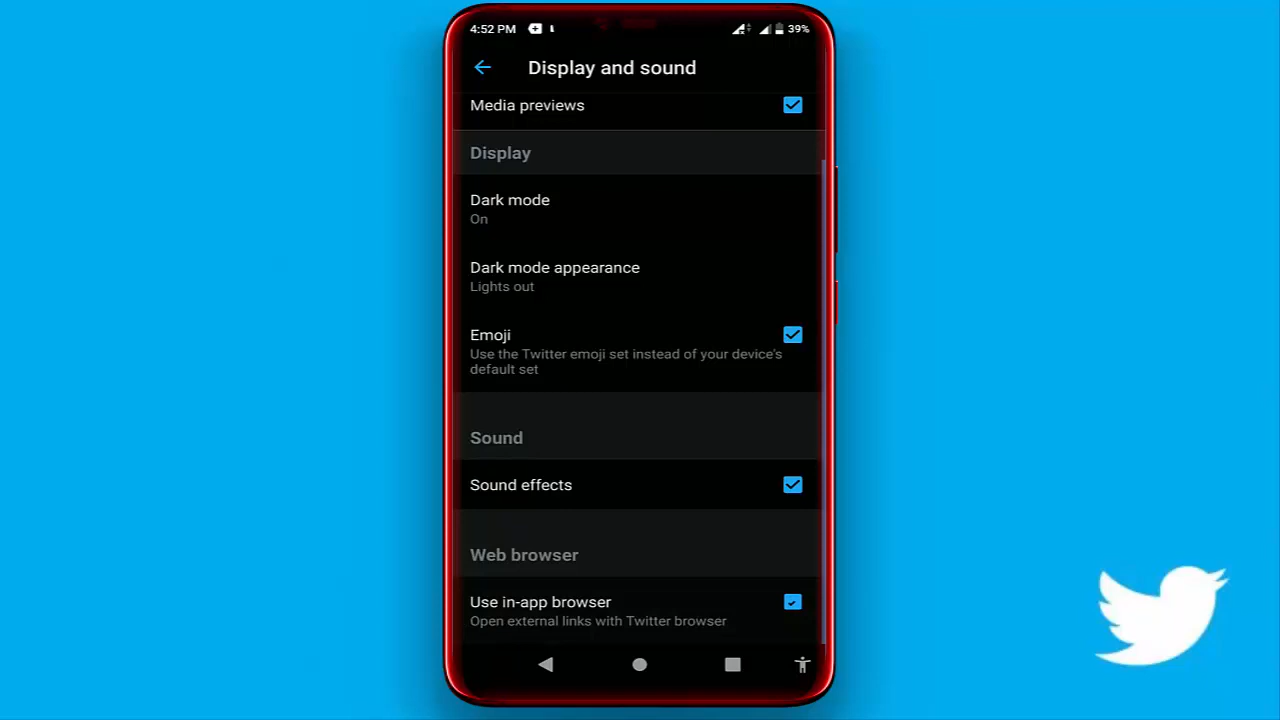 4:52 PM
39%
Display and sound
Media previews
Display
Dark mode
On
Dark mode appearance
Lights out
Emoji
Use the Twitter emoji set instead of your device's
default set
Sound
Sound effects
Web browser
Use in-app browser
Open external links with Twitter browser